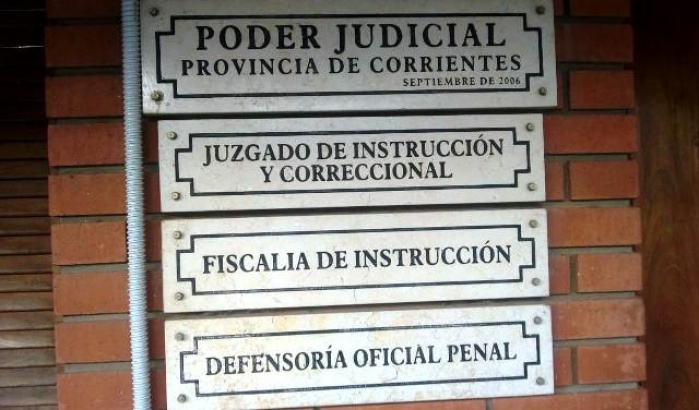 PODER JUDICIAL
PROVINCIA DE CORRIENTES
SEPTIEMBRE DE 2006
JUZGADO DE INSTRUCCIÓN
Y CORRECCIONAL
FISCALIA DE INSTRUCCIÓN
DEFENSORÍA OFICIAL PENAL